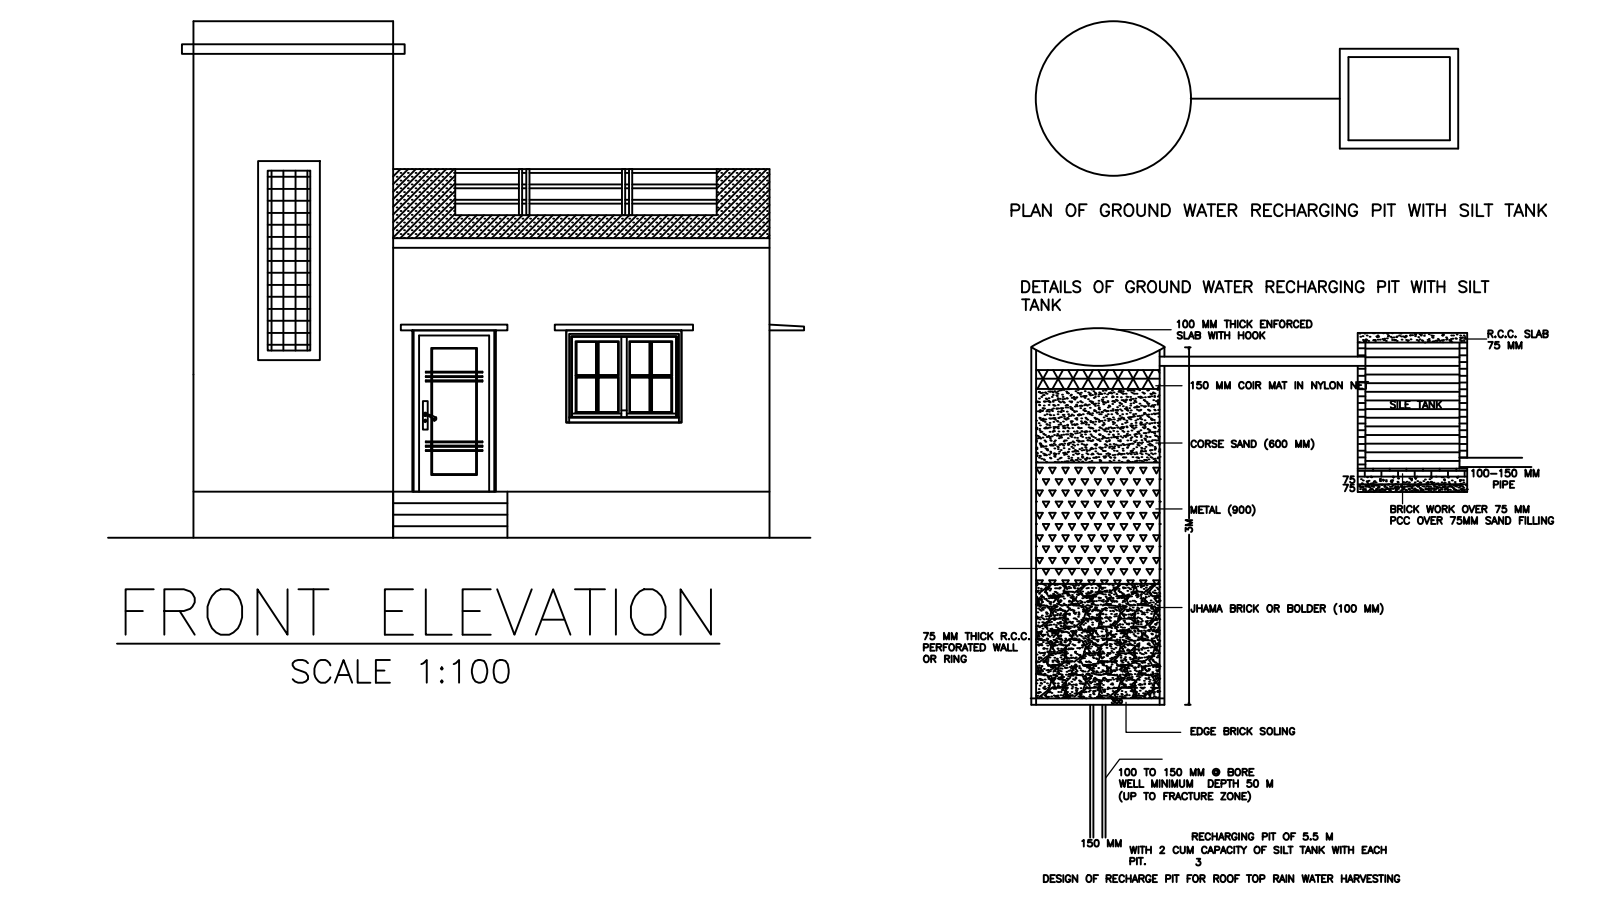 FRONT ELEVATION
SCALE 1:100
PLAN OF GROUND WATER RECHARGING PIT WITH SILT TANK
DETAILS OF GROUND WATER RECHARGING PIT WITH SILT
TANK
100 MM THICK ENFORCED
SLAB WITH HOOK
R.C.C. SLAB
75 MM
150 MM COIR MAT IN NYLON NET
SILE TANK
CORSE SAND (600 MM)
100-150 MM
PIPE
75
75
METAL (900)
BRICK WORK OVER 75 MM
PCC OVER 75MM SAND FILLING
3M
JHAMA BRICK OR BOLDER (100 MM)
75 MM THICK R.C.C.
PERFORATED WALL
OR RING
EDGE BRICK SOLING
100 TO 150 MM @ BORE
WELL MINIMUM DEPTH 50 M
(UP TO FRACTURE ZONE)
150 MM
RECHARGING PIT OF 5.5 M
WITH 2 CUM CAPACITY OF SILT TANK WITH EACH
PIT. 3
DESIGN OF RECHARGE PIT FOR ROOF TOP RAIN WATER HARVESTING